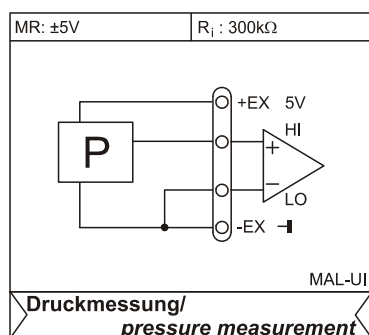 MR: ±5V
Rᵢ : 300kΩ
+EX 5V
HI
P
+
−
LO
-EX
MAL-UI
Druckmessung/
pressure measurement